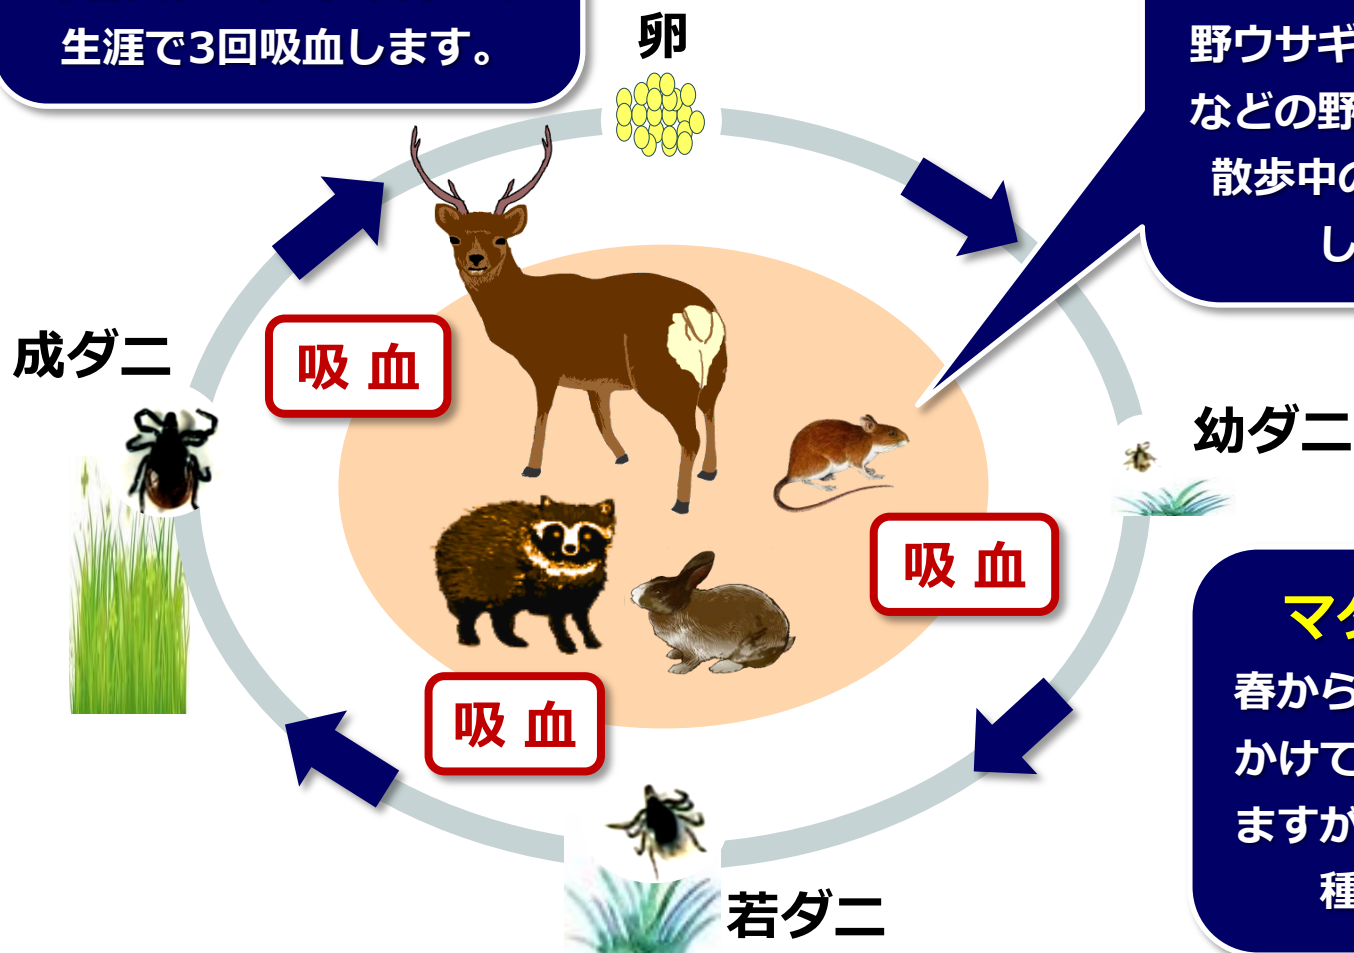 生涯で3回吸血します。
卵
野ウサギ
などの野
散歩中の
し
成ダニ
吸 血
幼ダニ
吸 血
マダ
春から
かけて
ますが
種
吸 血
若ダニ